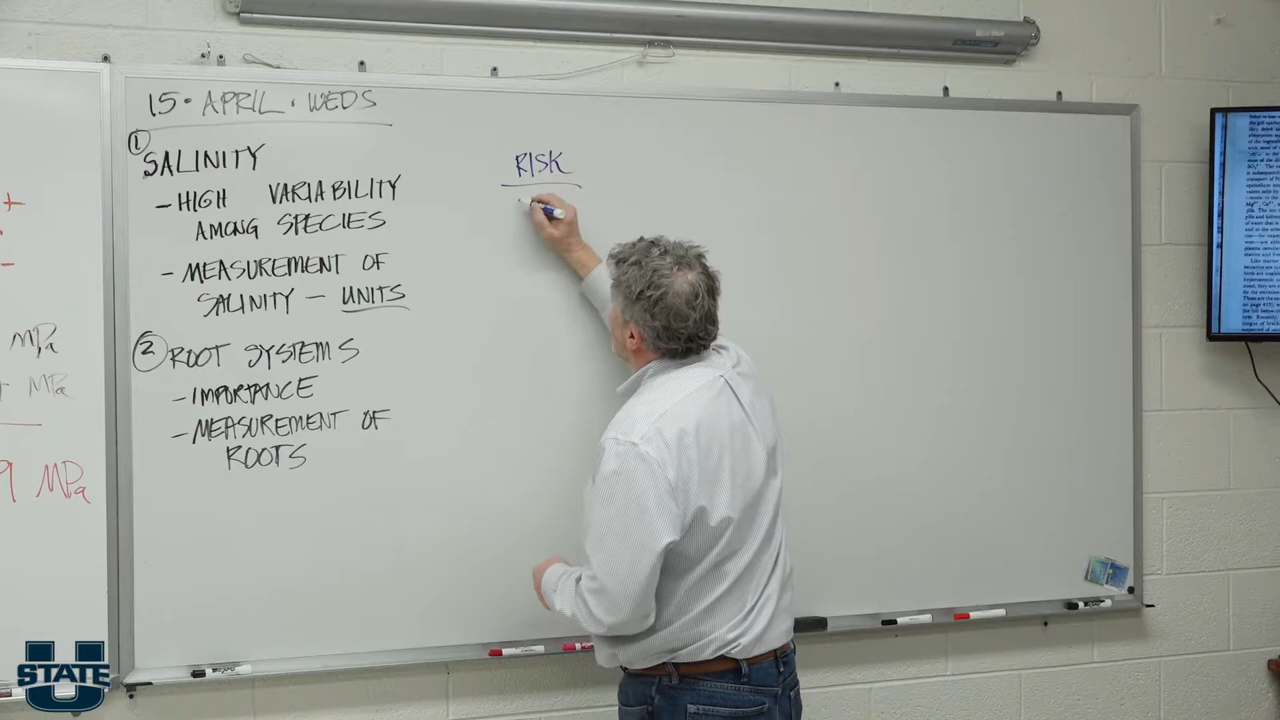 15 • APRIL • WEDS
① SALINITY
- HIGH VARIABILITY
AMONG SPECIES
- MEASUREMENT OF
SALINITY - UNITS
② ROOT SYSTEMS
- IMPORTANCE
- MEASUREMENT OF
ROOTS
RISK
+
-
MPa
MPa
9 MPa
U STATE